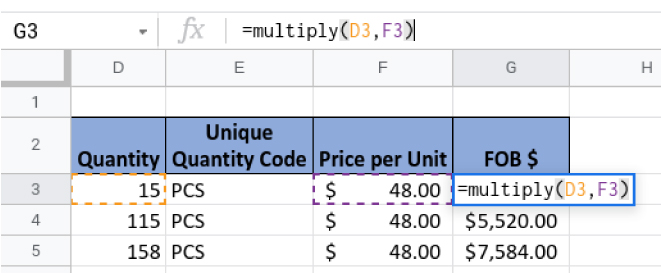 G3 fx =multiply(D3,F3)
D E F G H
1
Unique
2 Quantity Quantity Code Price per Unit FOB $
3 15 PCS $ 48.00 =multiply(D3,F3)
4 115 PCS $ 48.00 $5,520.00
5 158 PCS $ 48.00 $7,584.00